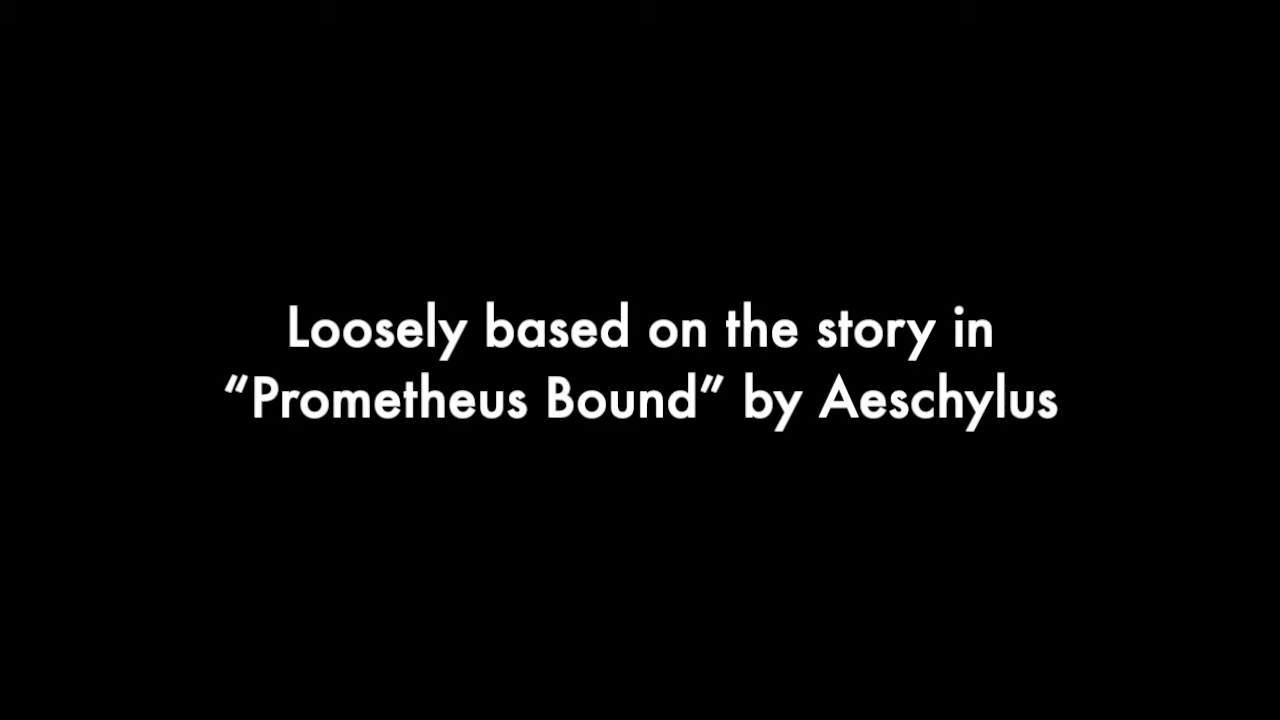 Loosely based on the story in
“Prometheus Bound” by Aeschylus